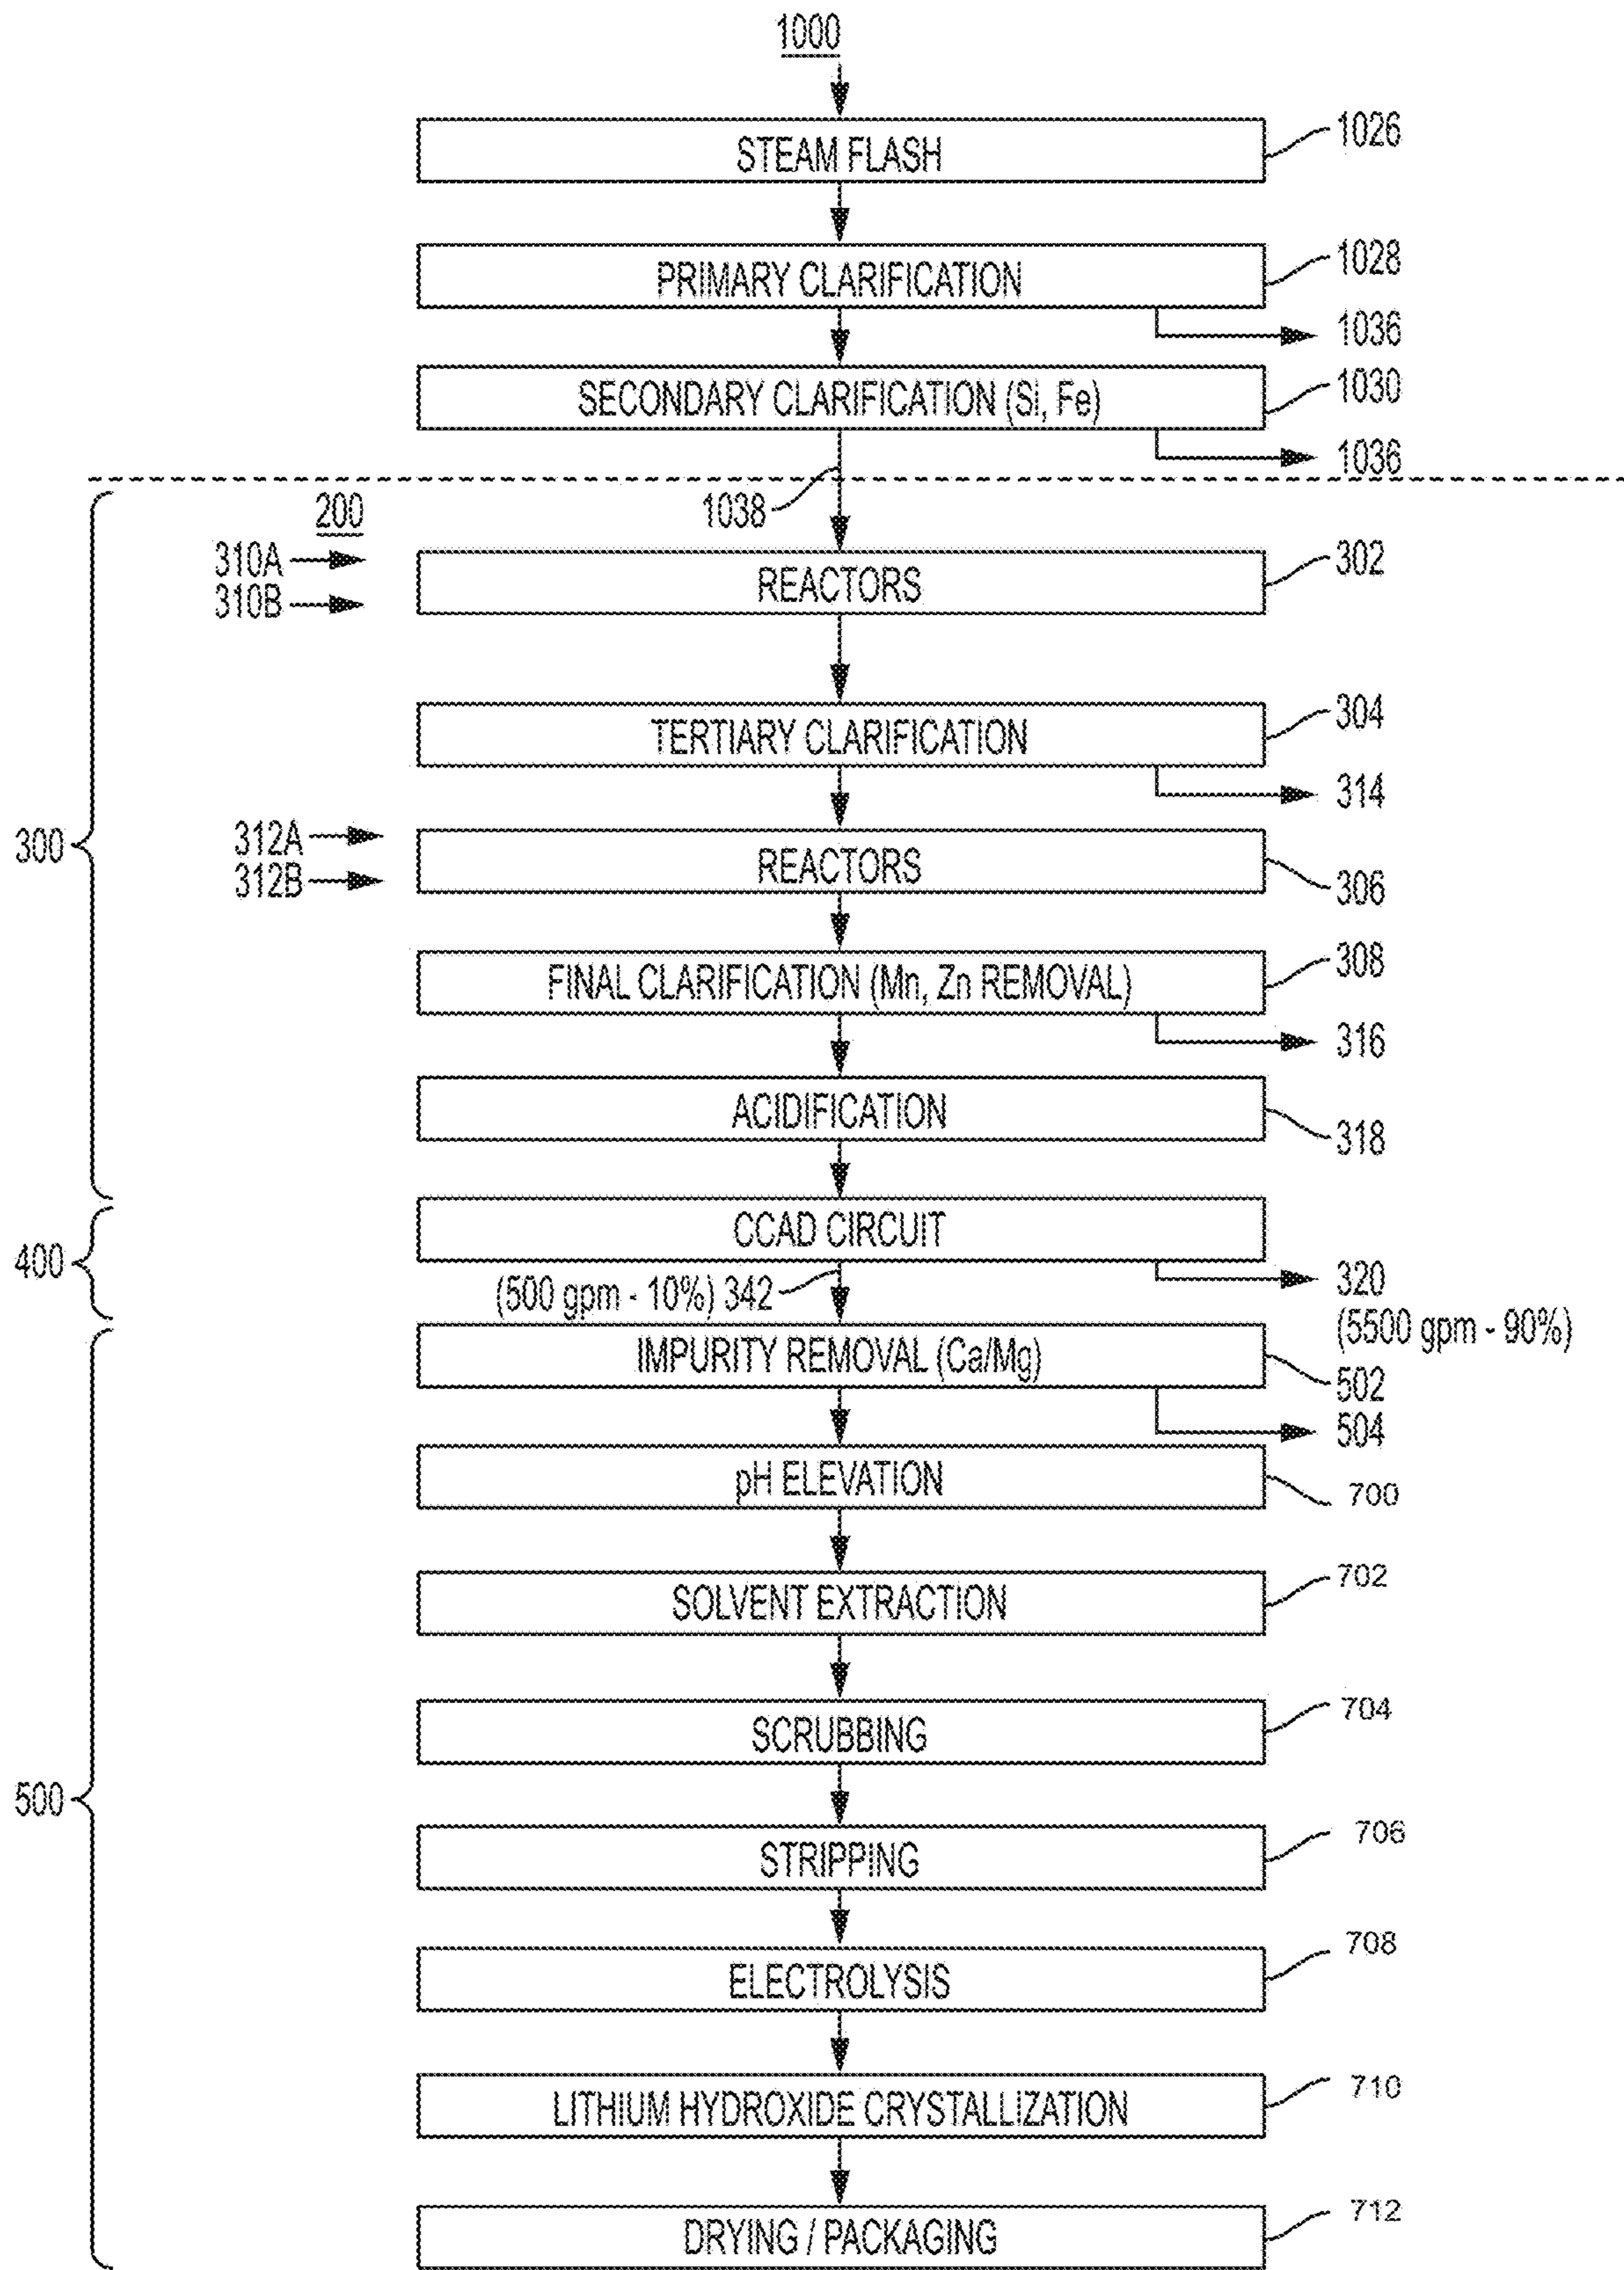 1000
STEAM FLASH
1026
PRIMARY CLARIFICATION
1028
1036
SECONDARY CLARIFICATION (Si, Fe)
1030
1036
1038
200
310A
310B
REACTORS
302
TERTIARY CLARIFICATION
304
314
300
312A
312B
REACTORS
306
FINAL CLARIFICATION (Mn, Zn REMOVAL)
308
316
ACIDIFICATION
318
400
CCAD CIRCUIT
320
(5500 gpm - 90%)
(500 gpm - 10%) 342
IMPURITY REMOVAL (Ca/Mg)
502
504
pH ELEVATION
700
SOLVENT EXTRACTION
702
SCRUBBING
704
500
STRIPPING
706
ELECTROLYSIS
708
LITHIUM HYDROXIDE CRYSTALLIZATION
710
DRYING / PACKAGING
712